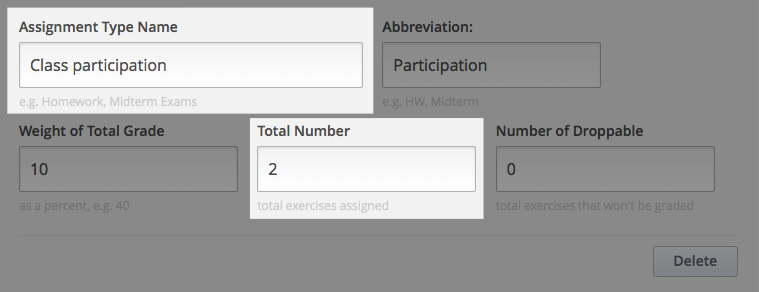 Assignment Type Name
Abbreviation:
Class participation
Participation
e.g. Homework, Midterm Exams
e.g. HW, Midterm
Weight of Total Grade
Total Number
Number of Droppable
10
2
0
as a percent, e.g. 40
total exercises assigned
total exercises that won't be graded
Delete